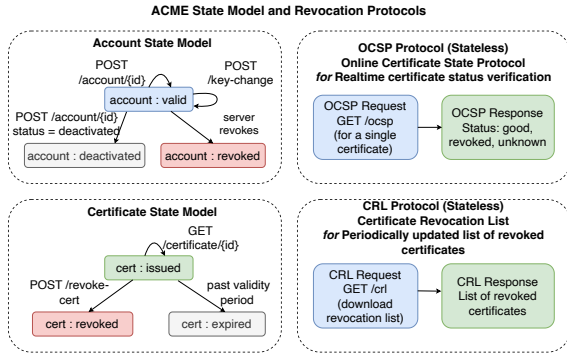 ACME State Model and Revocation Protocols
Account State Model
POST
/account/{id}
POST
/key-change
account : valid
POST /account/{id}
status = deactivated
server
revokes
account : deactivated
account : revoked
OCSP Protocol (Stateless)
Online Certificate State Protocol
for Realtime certificate status verification
OCSP Request
GET /ocsp
(for a single
certificate)
OCSP Response
Status: good,
revoked, unknown
Certificate State Model
GET
/certificate/{id}
cert : issued
POST /revoke-
cert
past validity
period
cert : revoked
cert : expired
CRL Protocol (Stateless)
Certificate Revocation List
for Periodically updated list of revoked
certificates
CRL Request
GET /crl
(download
revocation list)
CRL Response
List of revoked
certificates